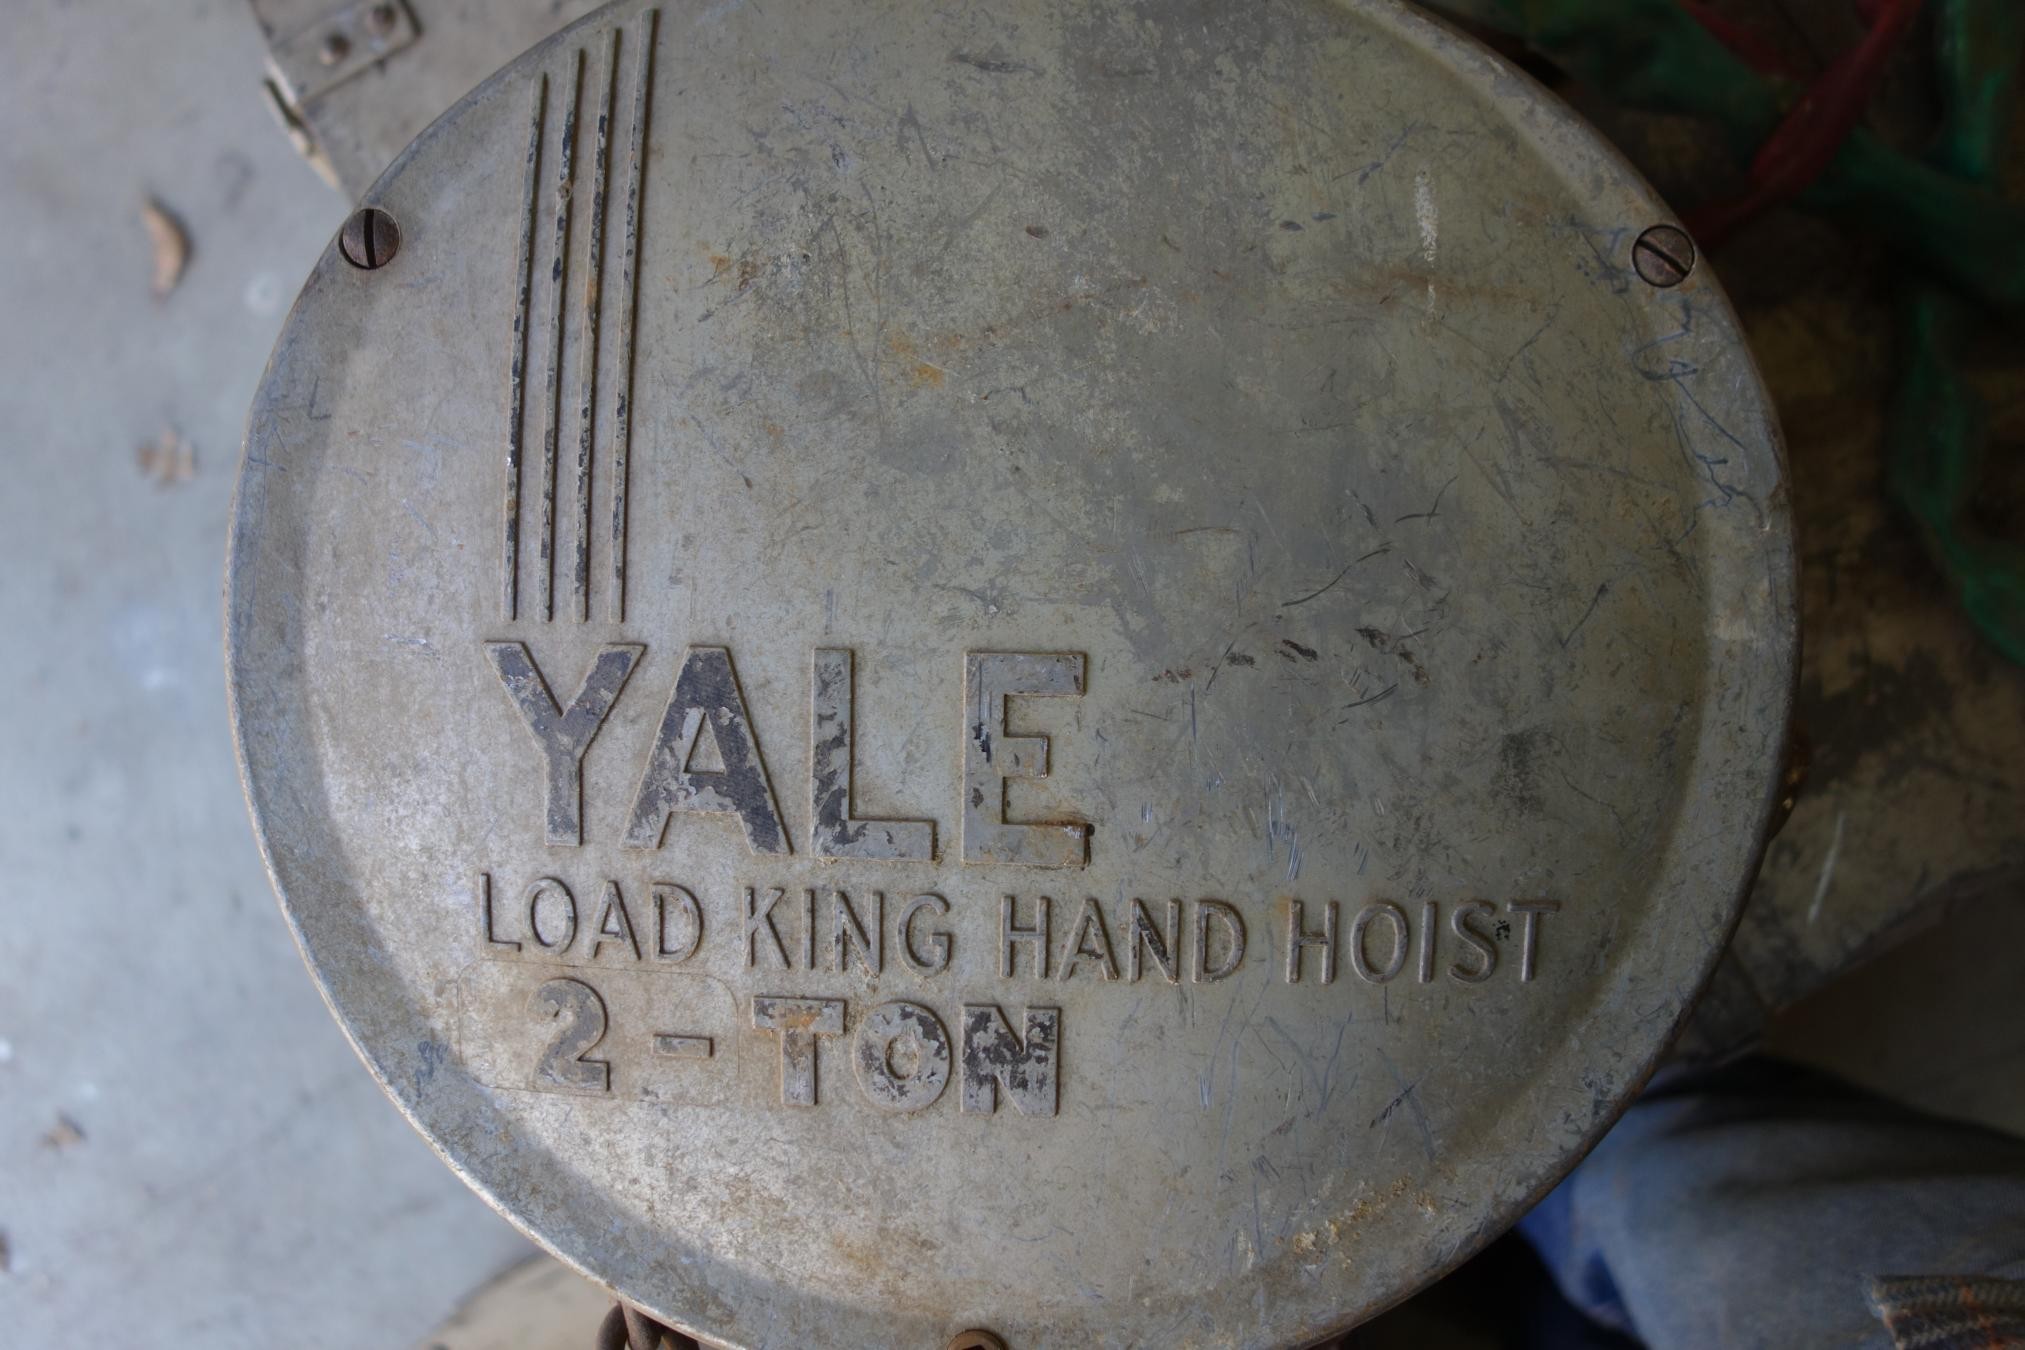 YALE
LOAD KING HAND HOIST
2-TON